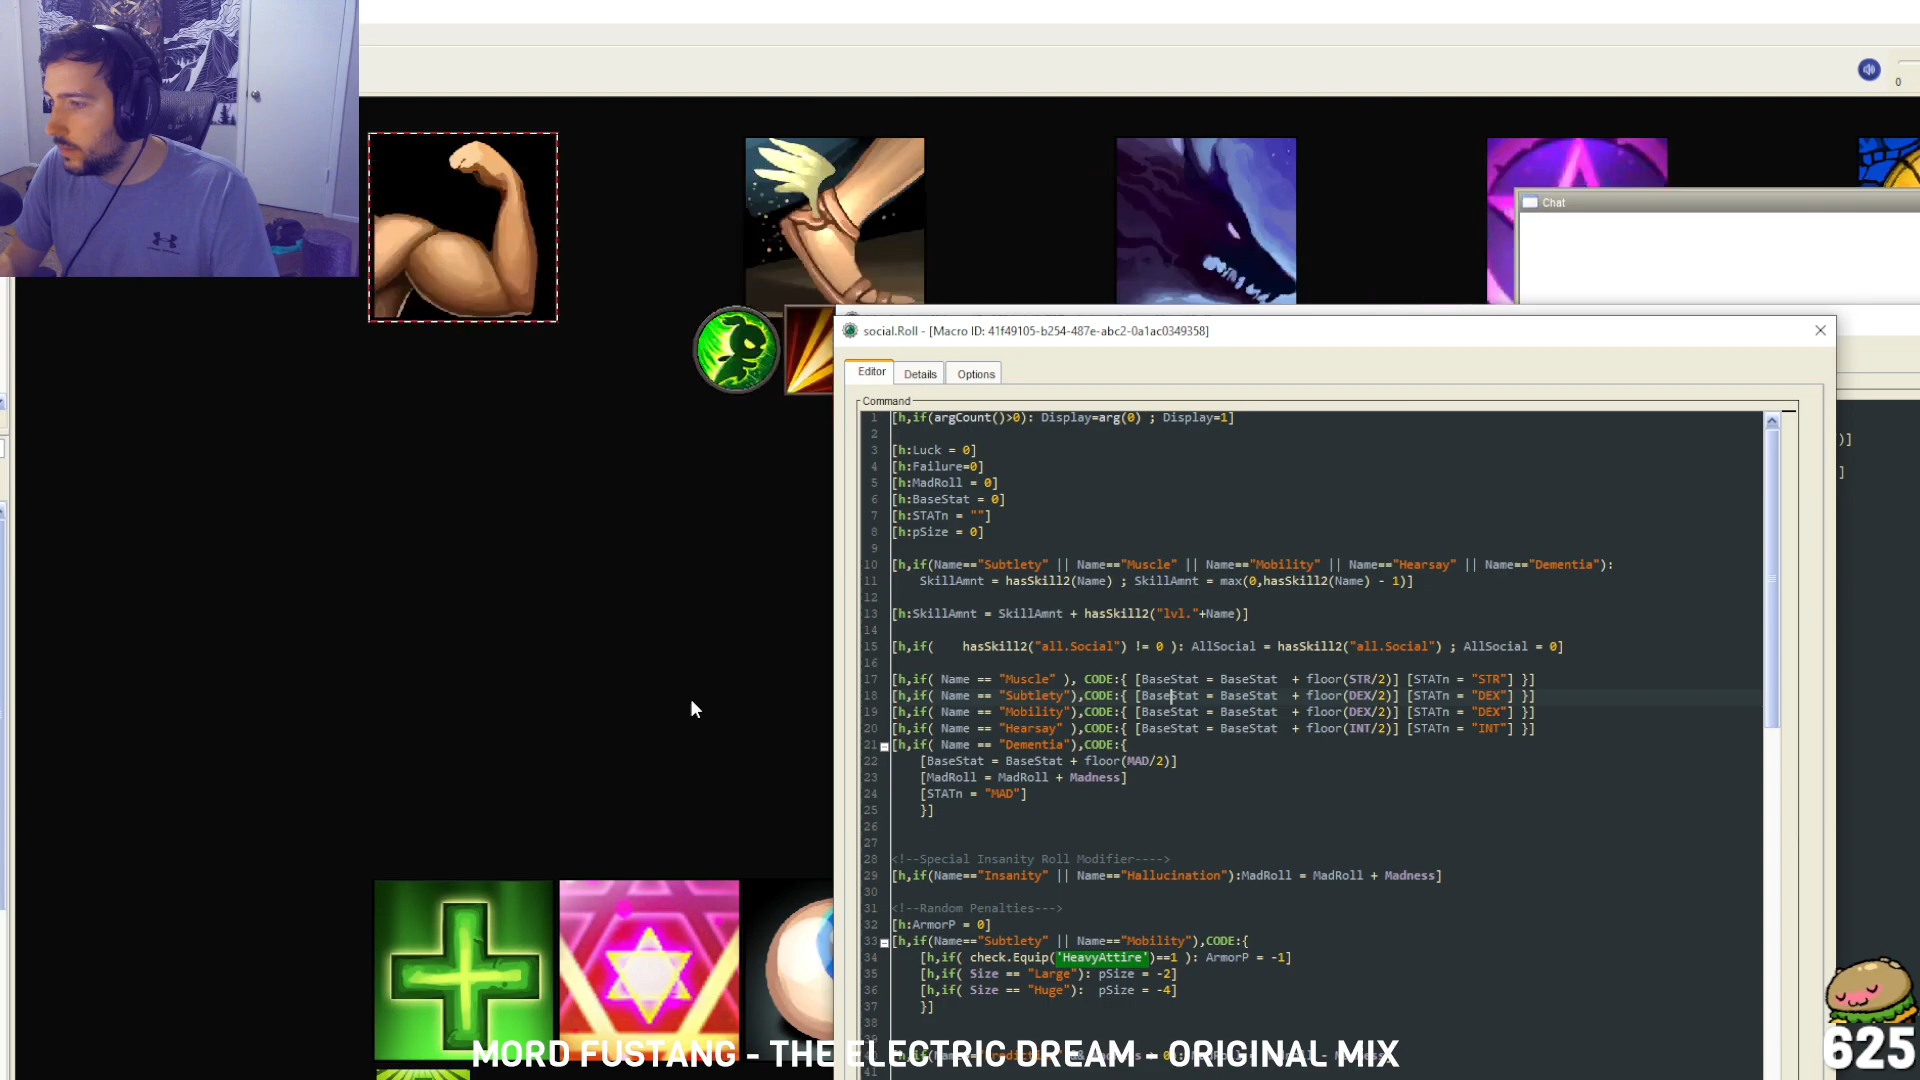 0
Chat
social.Roll - [Macro ID: 41f49105-b254-487e-abc2-0a1ac0349358]
Editor Details Options
Command
1 [h,if(argCount()>0): Display=arg(0) ; Display=1]
2
3 [h:Luck = 0]
4 [h:Failure=0]
5 [h:MadRoll = 0]
6 [h:BaseStat = 0]
7 [h:STATn = ""]
8 [h:pSize = 0]
9
10 [h,if(Name=="Subtlety" || Name=="Muscle" || Name=="Mobility" || Name=="Hearsay" || Name=="Dementia"):
11 SkillAmnt = hasSkill2(Name) ; SkillAmnt = max(0,hasSkill2(Name) - 1)]
12
13 [h:SkillAmnt = SkillAmnt + hasSkill2("lvl."+Name)]
14
15 [h,if( hasSkill2("all.Social") != 0 ): AllSocial = hasSkill2("all.Social") ; AllSocial = 0]
16
17 [h,if( Name == "Muscle" ), CODE:{ [BaseStat = BaseStat + floor(STR/2)] [STATn = "STR"] }]
18 [h,if( Name == "Subtlety"),CODE:{ [BaseStat = BaseStat + floor(DEX/2)] [STATn = "DEX"] }]
19 [h,if( Name == "Mobility"),CODE:{ [BaseStat = BaseStat + floor(DEX/2)] [STATn = "DEX"] }]
20 [h,if( Name == "Hearsay" ),CODE:{ [BaseStat = BaseStat + floor(INT/2)] [STATn = "INT"] }]
21 [h,if( Name == "Dementia"),CODE:{
22 [BaseStat = BaseStat + floor(MAD/2)]
23 [MadRoll = MadRoll + Madness]
24 [STATn = "MAD"]
25 }]
26
27
28 <!--Special Insanity Roll Modifier---->
29 [h,if(Name=="Insanity" || Name=="Hallucination"):MadRoll = MadRoll + Madness]
30
31 <!--Random Penalties--->
32 [h:ArmorP = 0]
33 [h,if(Name=="Subtlety" || Name=="Mobility"),CODE:{
34 [h,if( check.Equip('HeavyAttire')==1 ): ArmorP = -1]
35 [h,if( Size == "Large"): pSize = -2]
36 [h,if( Size == "Huge"): pSize = -4]
37 }]
38
41
)]
]
MORD FUSTANG - THE ELECTRIC DREAM - ORIGINAL MIX
625